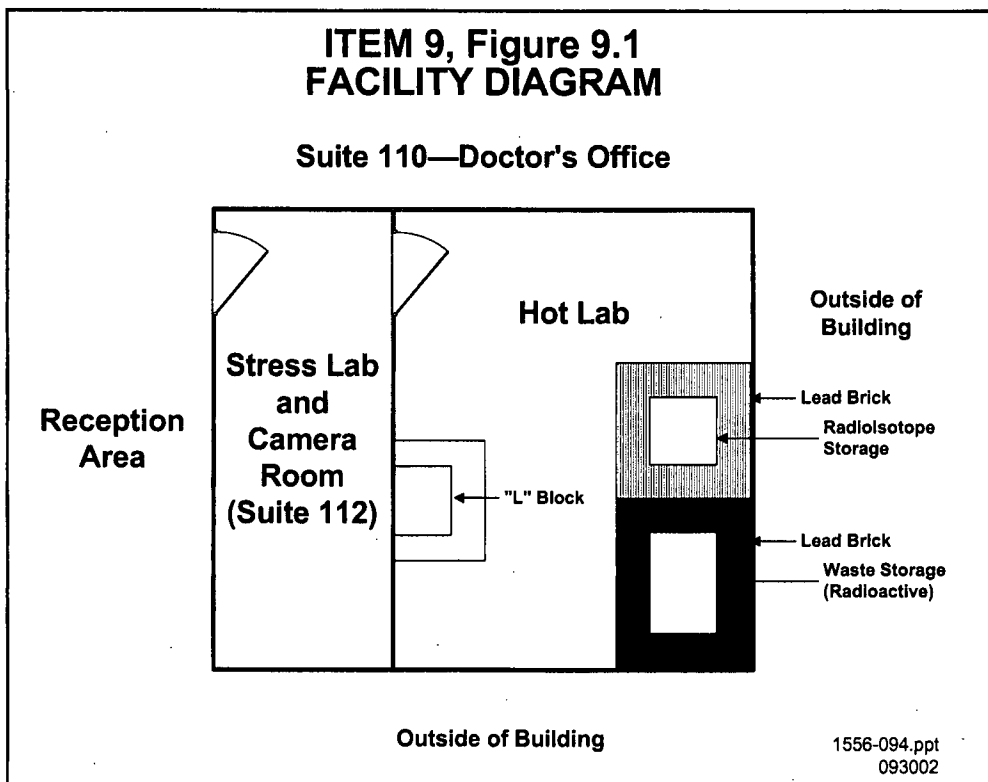 ITEM 9, Figure 9.1
FACILITY DIAGRAM
Suite 110—Doctor's Office
Hot Lab
Outside of
Building
Stress Lab
and
Camera
Room
(Suite 112)
Reception
Area
Lead Brick
RadioIsotope
Storage
"L" Block
Lead Brick
Waste Storage
(Radioactive)
Outside of Building
1556-094.ppt
093002